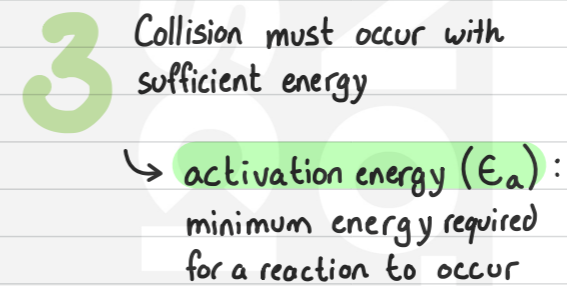 3 Collision must occur with
sufficient energy
↳ activation energy (Ea):
minimum energy required
for a reaction to occur